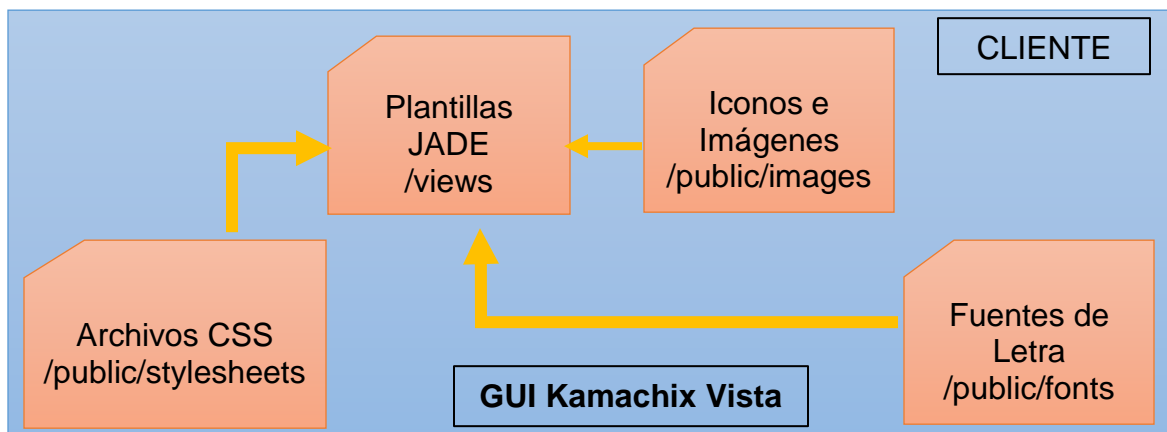 CLIENTE
Plantillas
JADE
/views
Iconos e
Imágenes
/public/images
Archivos CSS
/public/stylesheets
Fuentes de
Letra
/public/fonts
GUI Kamachix Vista